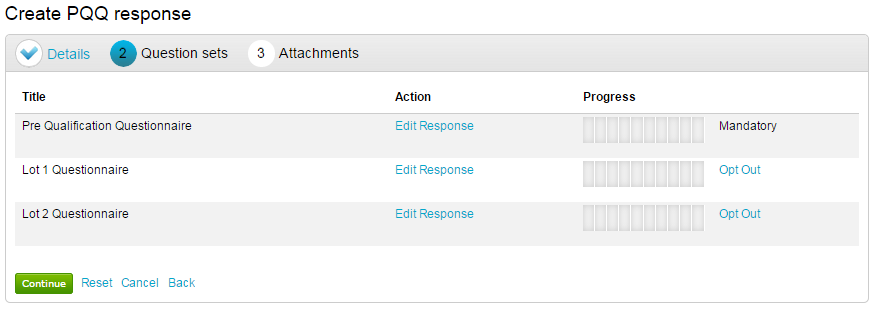 Create PQQ response
Details 2 Question sets 3 Attachments
Title Action Progress
Pre Qualification Questionnaire Edit Response Mandatory
Lot 1 Questionnaire Edit Response Opt Out
Lot 2 Questionnaire Edit Response Opt Out
Continue Reset Cancel Back